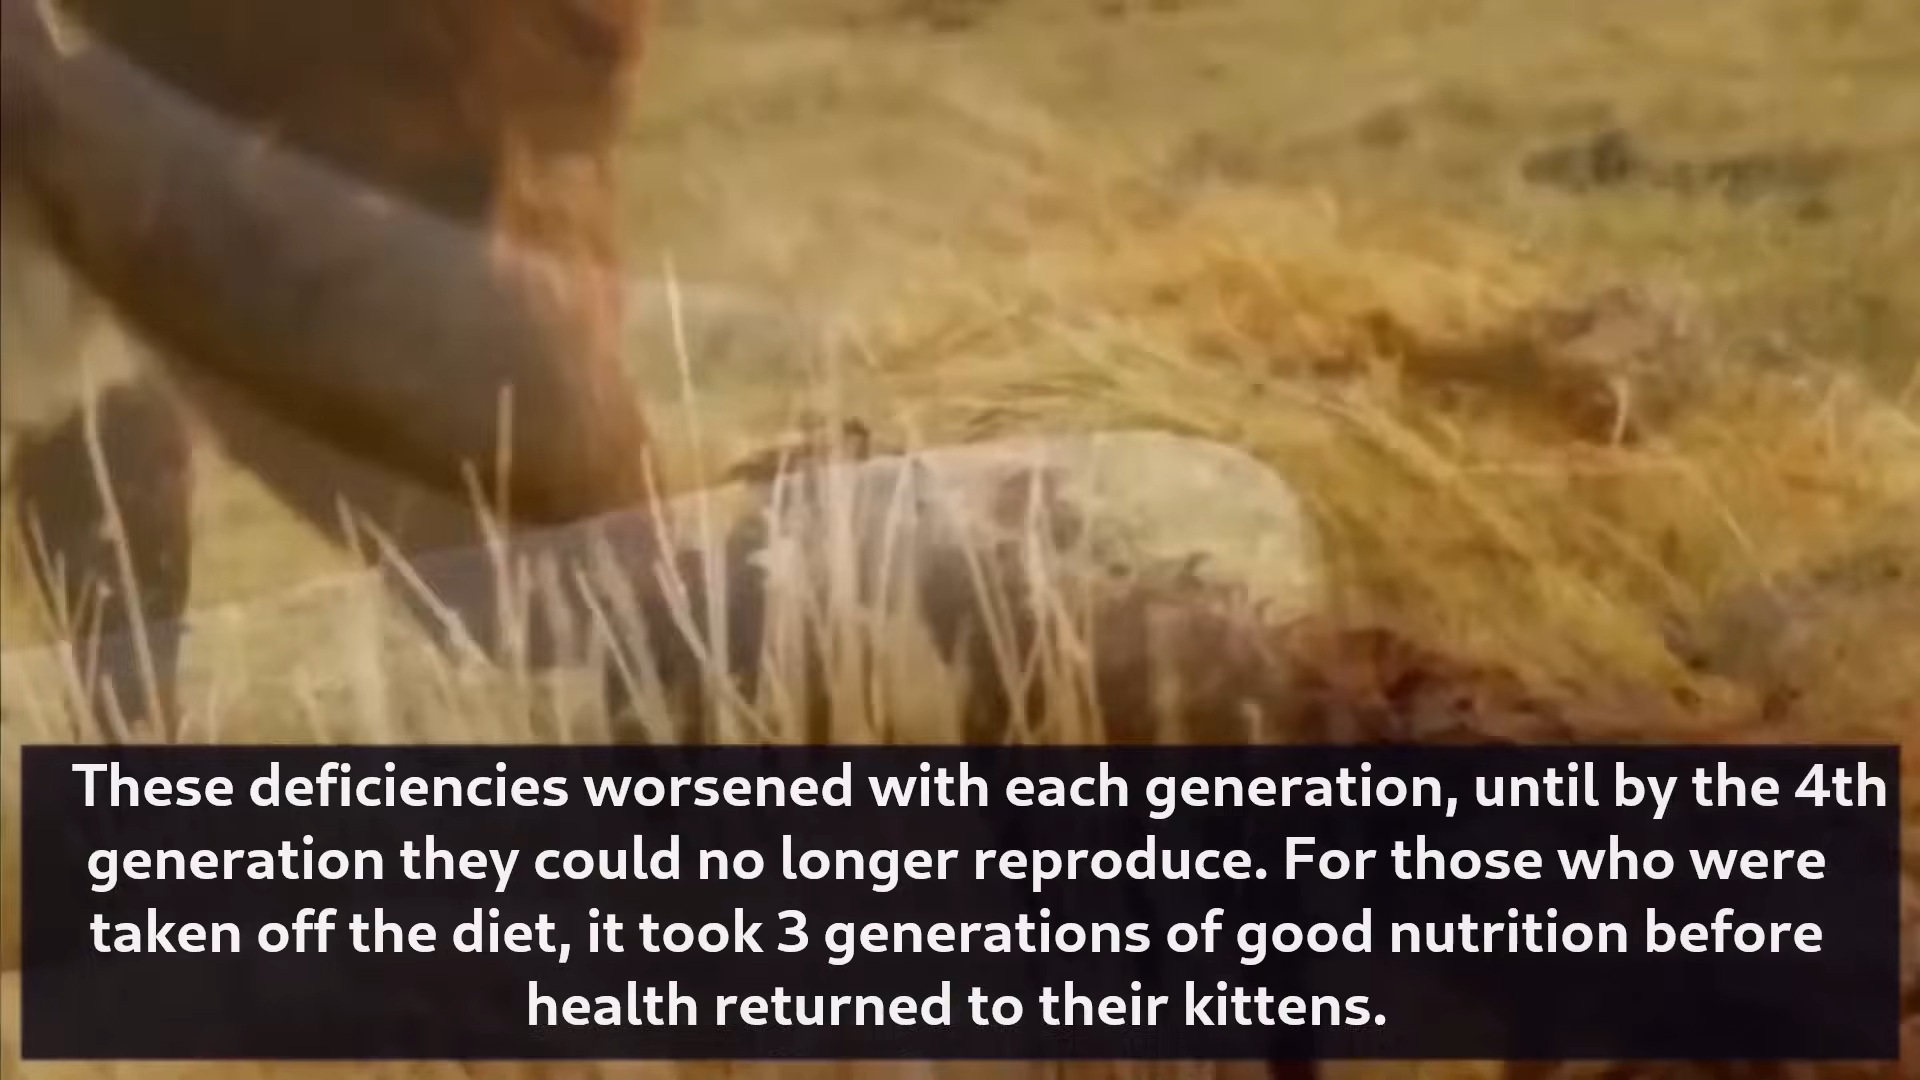 These deficiencies worsened with each generation, until by the 4th
generation they could no longer reproduce. For those who were
taken off the diet, it took 3 generations of good nutrition before
health returned to their kittens.